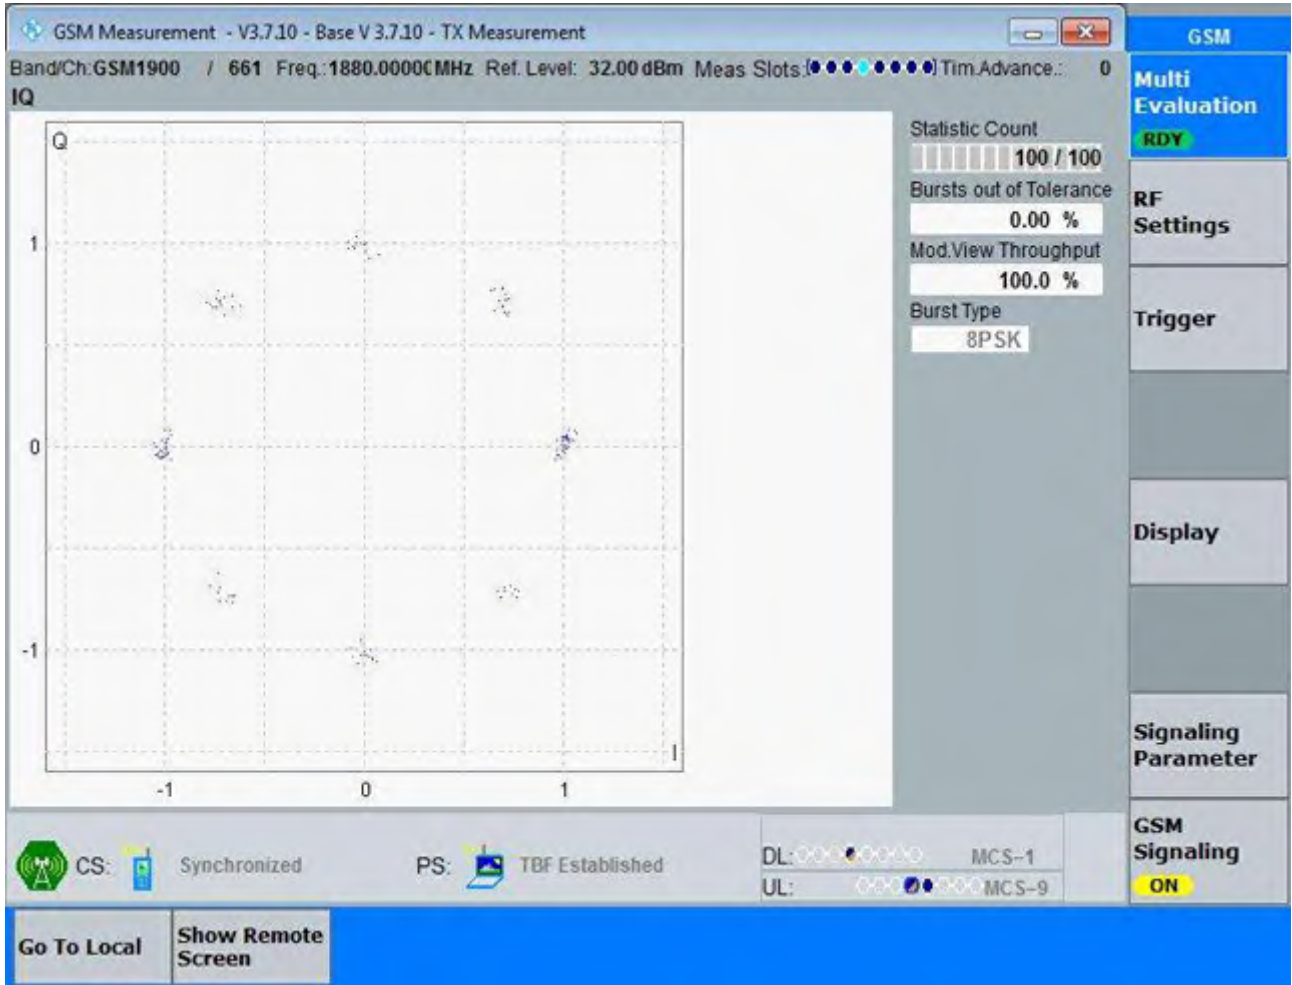 GSM Measurement - V3.7.10 - Base V 3.7.10 - TX Measurement
GSM
Band/Ch:GSM1900 / 661 Freq.:1880.00000 MHz Ref. Level: 32.00 dBm Meas Slots: Tim.Advance.: 0
IQ
Multi
Evaluation
RDY
Q
Statistic Count
100 / 100
Bursts out of Tolerance
0.00 %
Mod.View Throughput
100.0 %
Burst Type
8PSK
RF
Settings
Trigger
Display
1
0
-1
I
-1 0 1
Signaling
Parameter
GSM
Signaling
ON
CS: Synchronized PS: TBF Established
DL: MCS-1
UL: MCS-9
Go To Local
Show Remote
Screen